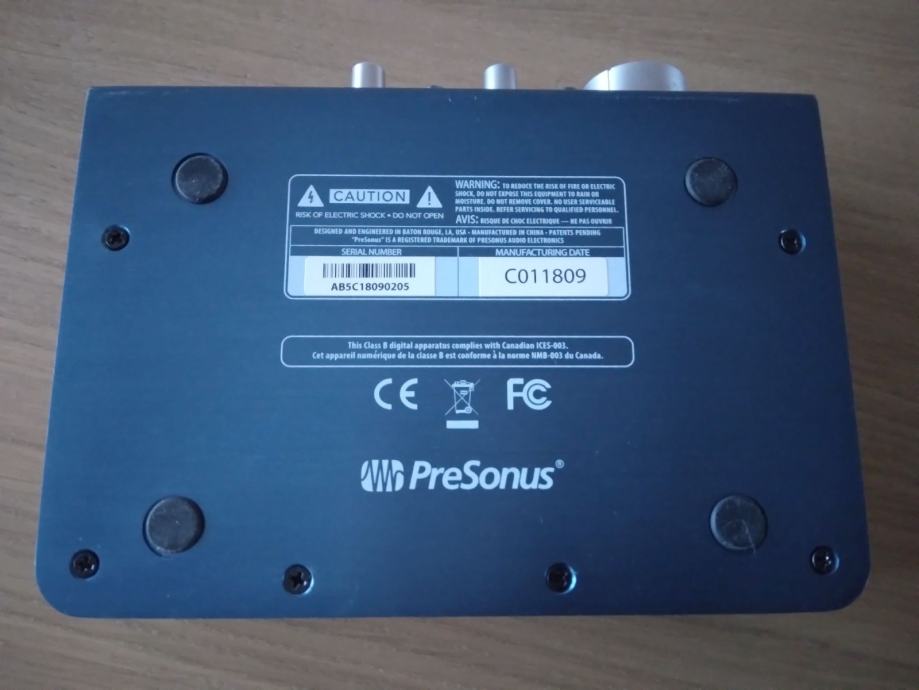 CAUTION
RISK OF ELECTRIC SHOCK • DO NOT OPEN
WARNING: TO REDUCE THE RISK OF FIRE OR ELECTRIC
SHOCK, DO NOT EXPOSE THIS EQUIPMENT TO RAIN OR
MOISTURE. DO NOT REMOVE COVER. NO USER SERVICEABLE
PARTS INSIDE. REFER SERVICING TO QUALIFIED PERSONNEL.
AVIS: RISQUE DE CHOC ELECTRIQUE — NE PAS OUVRIR
DESIGNED AND ENGINEERED IN BATON ROUGE, LA, USA • MANUFACTURED IN CHINA • PATENTS PENDING
"PreSonus" IS A REGISTERED TRADEMARK OF PRESONUS AUDIO ELECTRONICS
SERIAL NUMBER
AB5C18090205
MANUFACTURING DATE
C011809
This Class B digital apparatus complies with Canadian ICES-003.
Cet appareil numérique de la classe B est conforme à la norme NMB-003 du Canada.
CE FC
PreSonus®